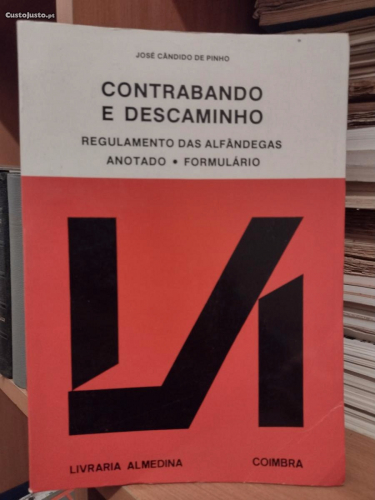 CustoJusto.pt
JOSÉ CÂNDIDO DE PINHO
CONTRABANDO
E DESCAMINHO
REGULAMENTO DAS ALFÂNDEGAS
ANOTADO • FORMULÁRIO
LIVRARIA ALMEDINA COIMBRA